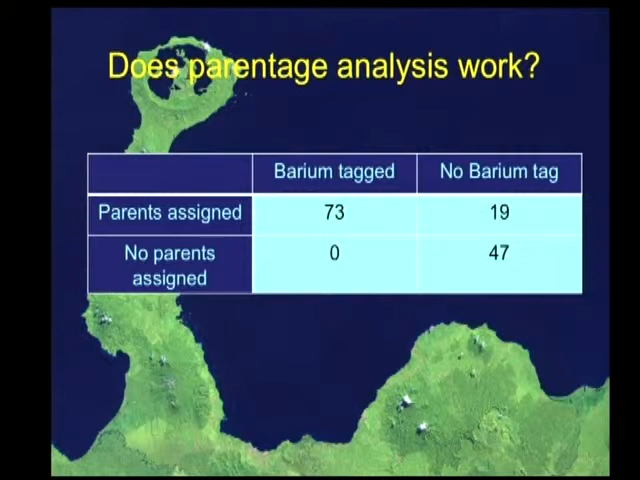 Does parentage analysis work?
Barium tagged No Barium tag
Parents assigned 73 19
No parents 0 47
assigned